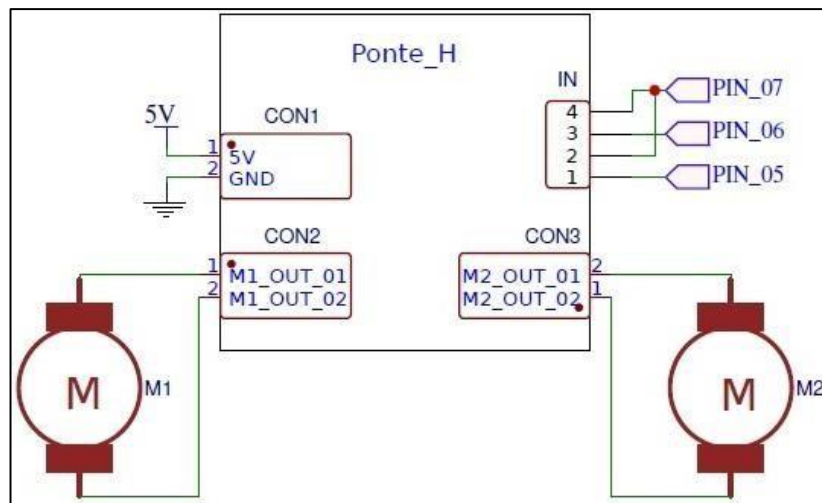 Ponte_H
IN
4 PIN_07
3 PIN_06
2
1 PIN_05
5V
CON1
1 5V
2 GND
CON2
1 M1_OUT_01
2 M1_OUT_02
CON3
M2_OUT_01 2
M2_OUT_02 1
M M1
M M2